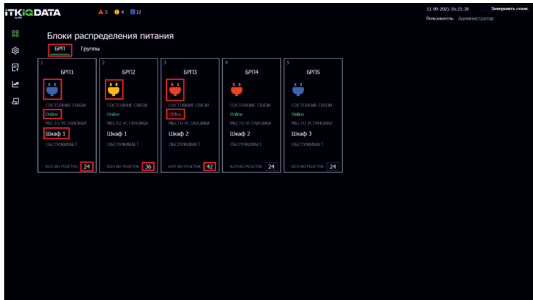 iTKiQDATA
5 4 12
11 09 2025 16:25:38 Завершить сеанс
Пользователь: Администратор
Блоки распределения питания
БРП Группы
1 2 3 4 5
БРП1 БРП2 БРП3 БРП4 БРП5
СОСТОЯНИЕ СВЯЗИ СОСТОЯНИЕ СВЯЗИ СОСТОЯНИЕ СВЯЗИ СОСТОЯНИЕ СВЯЗИ СОСТОЯНИЕ СВЯЗИ
Online Online Offline Online Online
МЕСТО УСТАНОВКИ МЕСТО УСТАНОВКИ МЕСТО УСТАНОВКИ МЕСТО УСТАНОВКИ МЕСТО УСТАНОВКИ
Шкаф 1 Шкаф 1 Шкаф 2 Шкаф 2 Шкаф 3
ОБСЛУЖИВАЕТ ОБСЛУЖИВАЕТ ОБСЛУЖИВАЕТ ОБСЛУЖИВАЕТ ОБСЛУЖИВАЕТ
КОЛ-ВО РОЗЕТОК 24 КОЛ-ВО РОЗЕТОК 36 КОЛ-ВО РОЗЕТОК 42 КОЛ-ВО РОЗЕТОК 24 КОЛ-ВО РОЗЕТОК 24